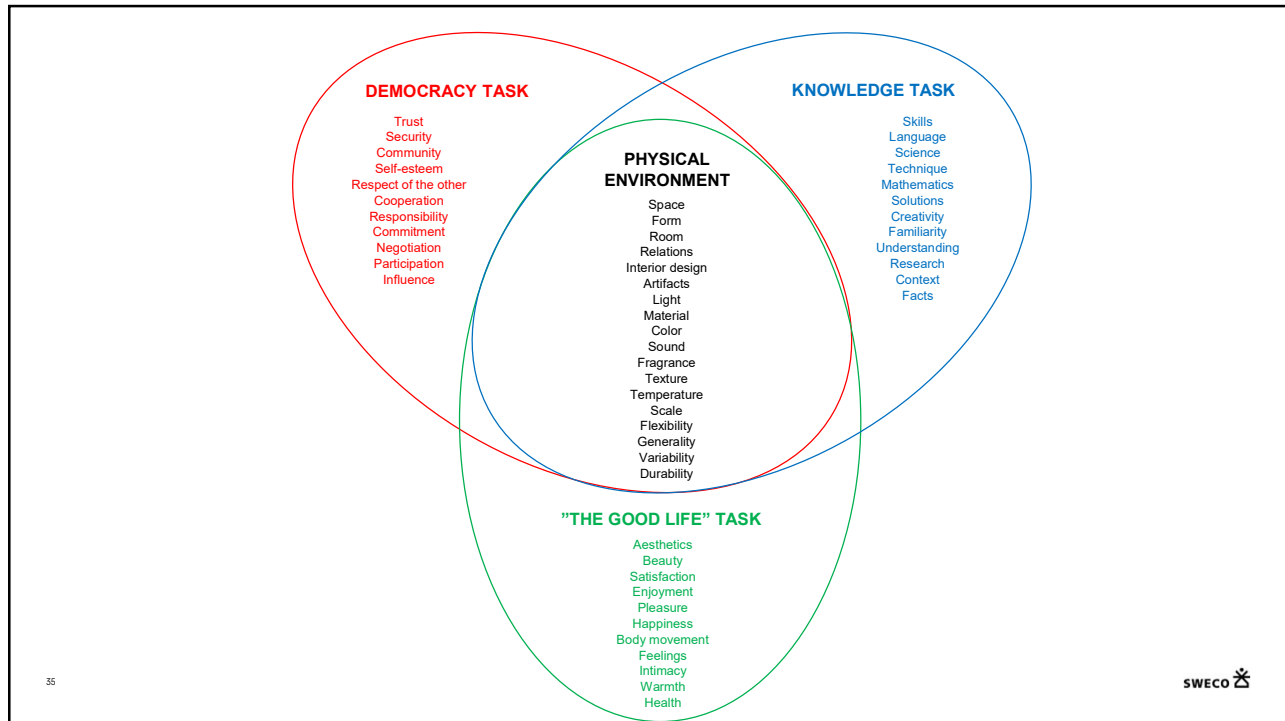 DEMOCRACY TASK
Trust
Security
Community
Self-esteem
Respect of the other
Cooperation
Responsibility
Commitment
Negotiation
Participation
Influence
KNOWLEDGE TASK
Skills
Language
Science
Technique
Mathematics
Solutions
Creativity
Familiarity
Understanding
Research
Context
Facts
PHYSICAL
ENVIRONMENT
Space
Form
Room
Relations
Interior design
Artifacts
Light
Material
Color
Sound
Fragrance
Texture
Temperature
Scale
Flexibility
Generality
Variability
Durability
”THE GOOD LIFE” TASK
Aesthetics
Beauty
Satisfaction
Enjoyment
Pleasure
Happiness
Body movement
Feelings
Intimacy
Warmth
Health
35
SWECO